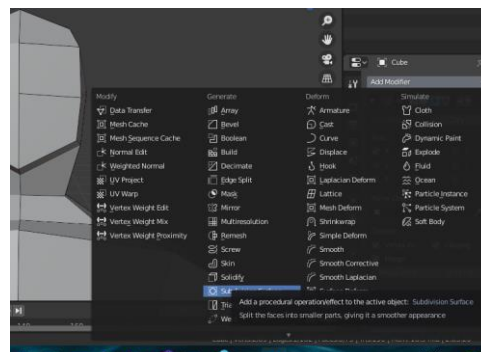 Cube
Add Modifier
Modify
Data Transfer
Mesh Cache
Mesh Sequence Cache
Normal Edit
Weighted Normal
UV Project
UV Warp
Vertex Weight Edit
Vertex Weight Mix
Vertex Weight Proximity
Generate
Array
Bevel
Boolean
Build
Decimate
Edge Split
Mask
Mirror
Multiresolution
Remesh
Screw
Skin
Solidify
Deform
Armature
Cast
Curve
Displace
Hook
Laplacian Deform
Lattice
Mesh Deform
Shrinkwrap
Simple Deform
Smooth
Smooth Corrective
Smooth Laplacian
Simulate
Cloth
Collision
Dynamic Paint
Explode
Fluid
Ocean
Particle Instance
Particle System
Soft Body
Add a procedural operation/effect to the active object: Subdivision Surface
Split the faces into smaller parts, giving it a smoother appearance